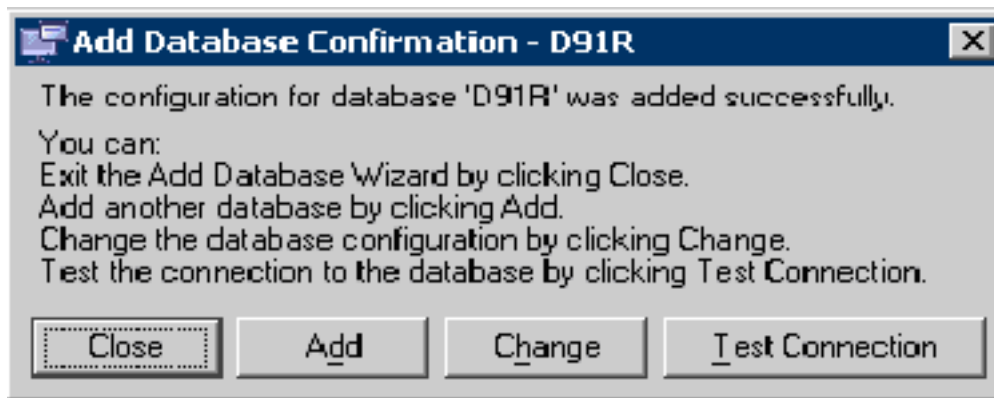 Add Database Confirmation - D91R
The configuration for database 'D91R' was added successfully.
You can:
Exit the Add Database Wizard by clicking Close.
Add another database by clicking Add.
Change the database configuration by clicking Change.
Test the connection to the database by clicking Test Connection.
Close Add Change Test Connection